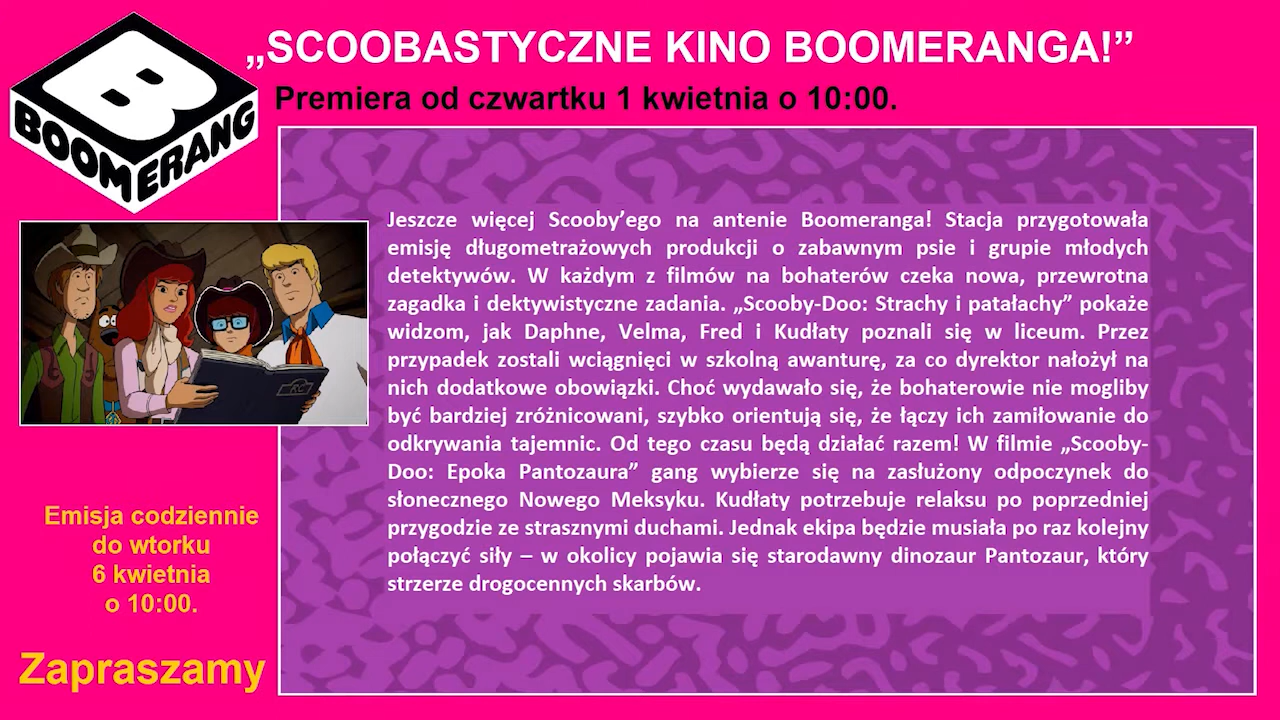 „SCOOBASTYCZNE KINO BOOMERANGA!”
Premiera od czwartku 1 kwietnia o 10:00.
B
BOOMERANG
Jeszcze więcej Scooby’ego na antenie Boomeranga! Stacja przygotowała
emisję długometrażowych produkcji o zabawnym psie i grupie młodych
detektywów. W każdym z filmów na bohaterów czeka nowa, przewrotna
zagadka i dektywistyczne zadania. „Scooby-Doo: Strachy i patałachy” pokaże
widzom, jak Daphne, Velma, Fred i Kudłaty poznali się w liceum. Przez
przypadek zostali wciągnięci w szkolną awanturę, za co dyrektor nałożył na
nich dodatkowe obowiązki. Choć wydawało się, że bohaterowie nie mogliby
być bardziej zróżnicowani, szybko orientują się, że łączy ich zamiłowanie do
odkrywania tajemnic. Od tego czasu będą działać razem! W filmie „Scooby-
Doo: Epoka Pantozaura” gang wybierze się na zasłużony odpoczynek do
słonecznego Nowego Meksyku. Kudłaty potrzebuje relaksu po poprzedniej
przygodzie ze strasznymi duchami. Jednak ekipa będzie musiała po raz kolejny
połączyć siły – w okolicy pojawia się starodawny dinozaur Pantozaur, który
strzerze drogocennych skarbów.
Emisja codziennie
do wtorku
6 kwietnia
o 10:00.
Zapraszamy